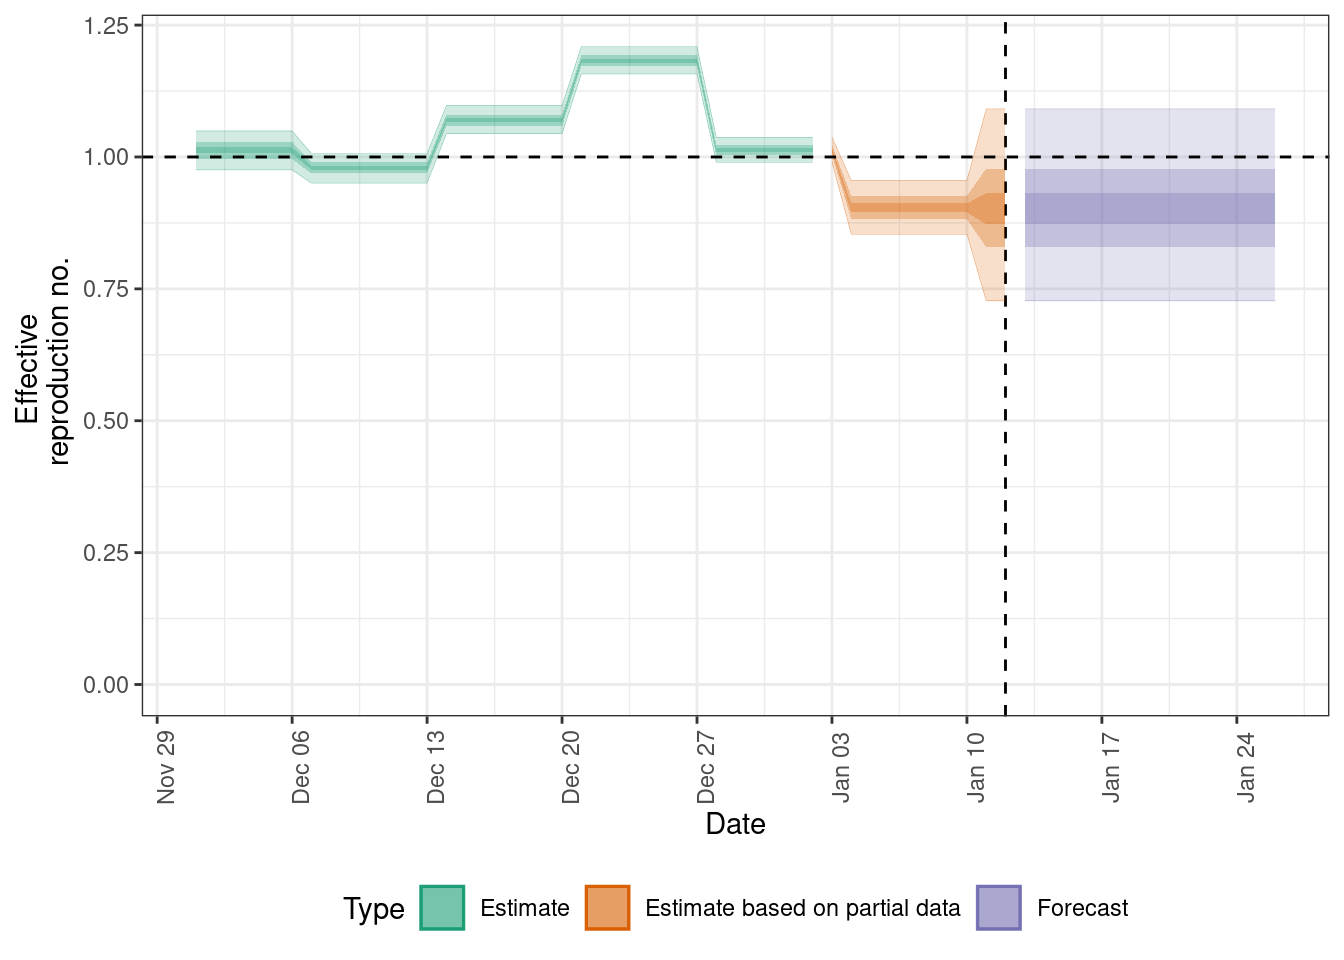 1.25
1.00
0.75
0.50
0.25
0.00
Effective
reproduction no.
Nov 29
Dec 06
Dec 13
Dec 20
Dec 27
Jan 03
Jan 10
Jan 17
Jan 24
Date
Type Estimate Estimate based on partial data Forecast